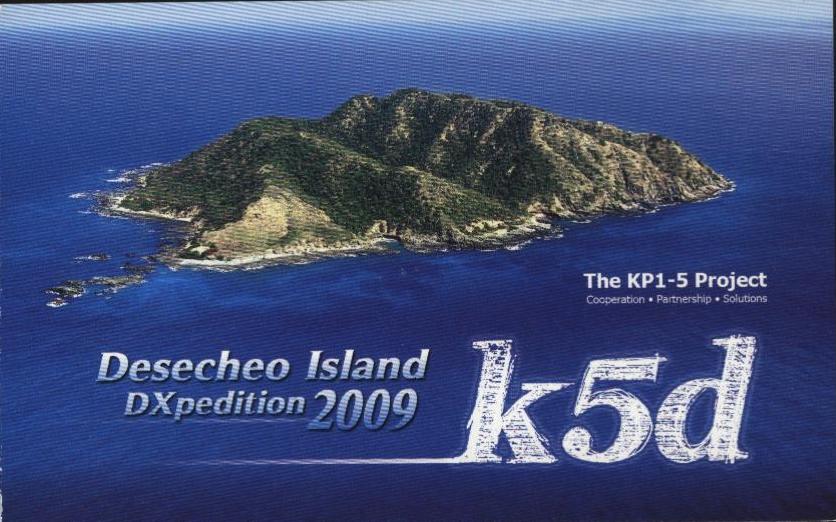 The KP1-5 Project
Cooperation • Partnership • Solutions
Desecheo Island
DXpedition 2009
k5d